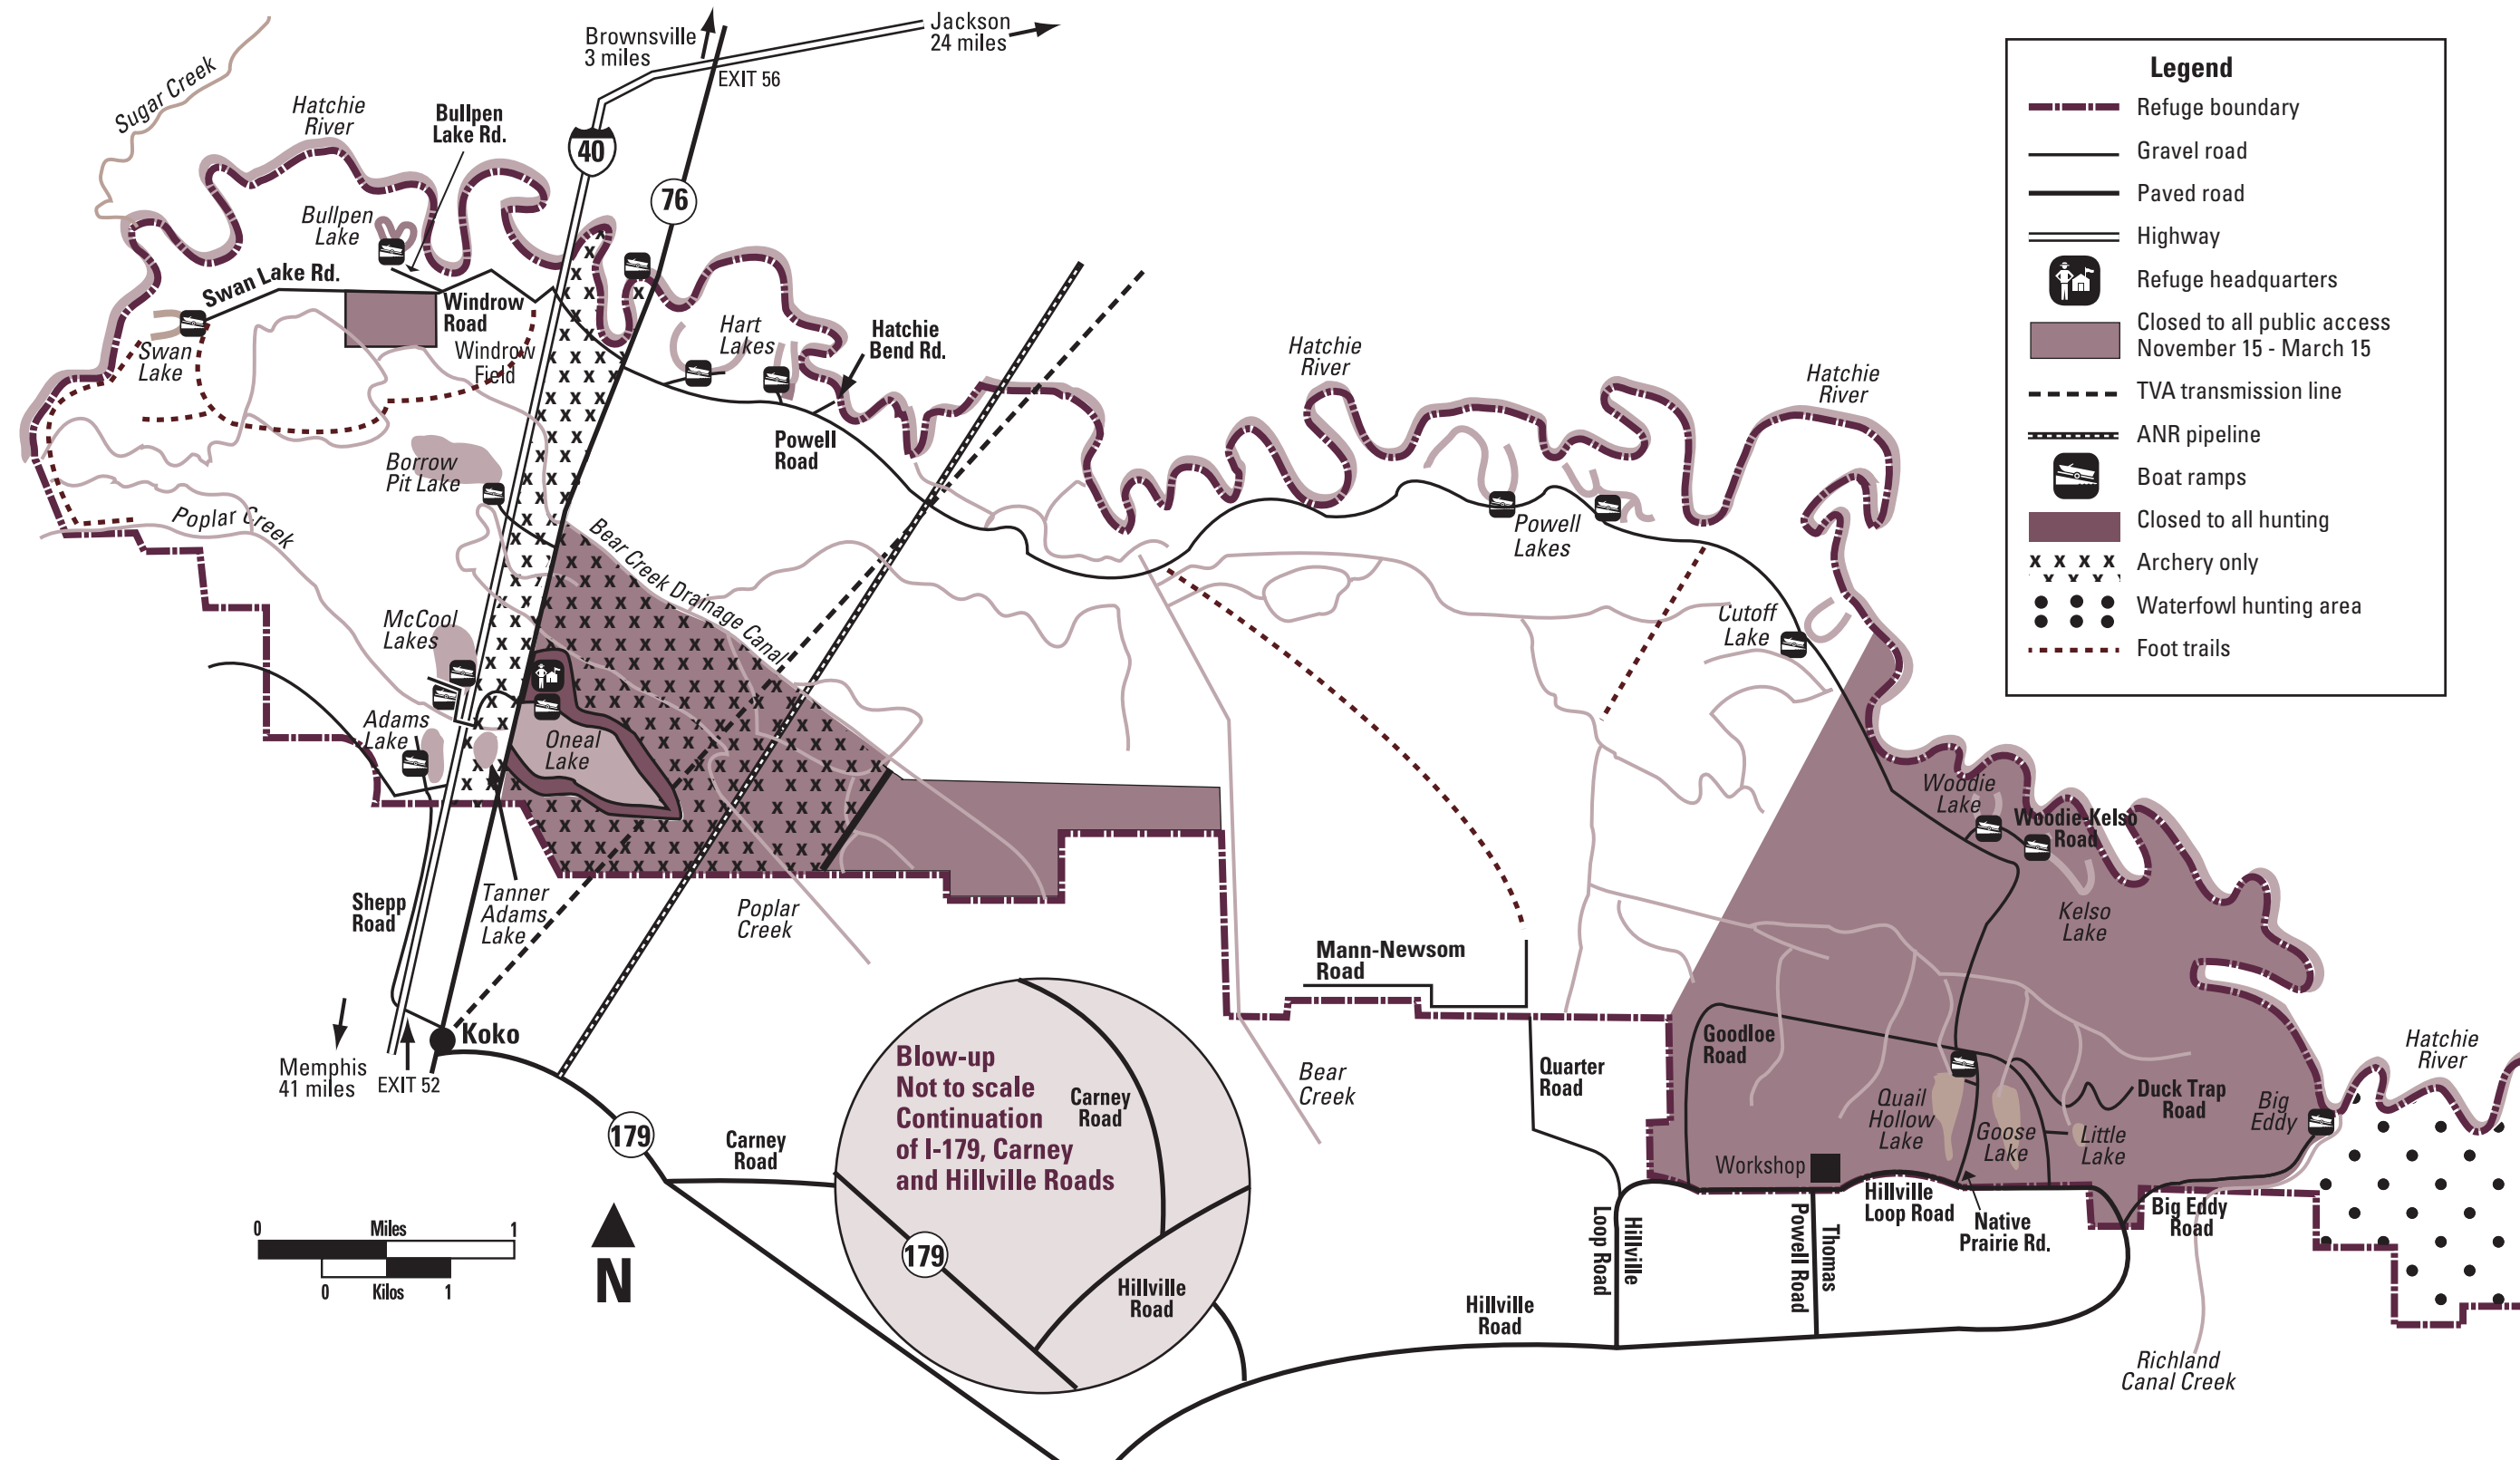 Brownsville
3 miles
Jackson
24 miles
EXIT 56
Sugar Creek
Hatchie
River
Bullpen
Lake Rd.
40
76
Bullpen
Lake
Swan Lake Rd.
Windrow
Road
Windrow
Field
Swan
Lake
Hart
Lakes
Hatchie
Bend Rd.
Powell
Road
Borrow
Pit Lake
Poplar Creek
Bear Creek Drainage Canal
McCool
Lakes
Adams
Lake
Oneal
Lake
Hatchie
River
Hatchie
River
Powell
Lakes
Cutoff
Lake
Woodie
Lake
Woodie-Kelso
Road
Kelso
Lake
Shepp
Road
Tanner
Adams
Lake
Poplar
Creek
Mann-Newsom
Road
Koko
Memphis
41 miles
EXIT 52
179
Carney
Road
Blow-up
Not to scale
Continuation
of I-179, Carney
and Hillville Roads
Carney
Road
179
Hillville
Road
Bear
Creek
Quarter
Road
Goodloe
Road
Quail
Hollow
Lake
Goose
Lake
Little
Lake
Duck Trap
Road
Big
Eddy
Hatchie
River
Workshop
Hillville
Loop Road
Native
Prairie Rd.
Big Eddy
Road
Hillville
Loop Road
Thomas
Powell Road
Hillville
Road
Richland
Canal Creek
0 Miles 1
0 Kilos 1
N
Legend
Refuge boundary
Gravel road
Paved road
Highway
Refuge headquarters
Closed to all public access
November 15 - March 15
TVA transmission line
ANR pipeline
Boat ramps
Closed to all hunting
Archery only
Waterfowl hunting area
Foot trails